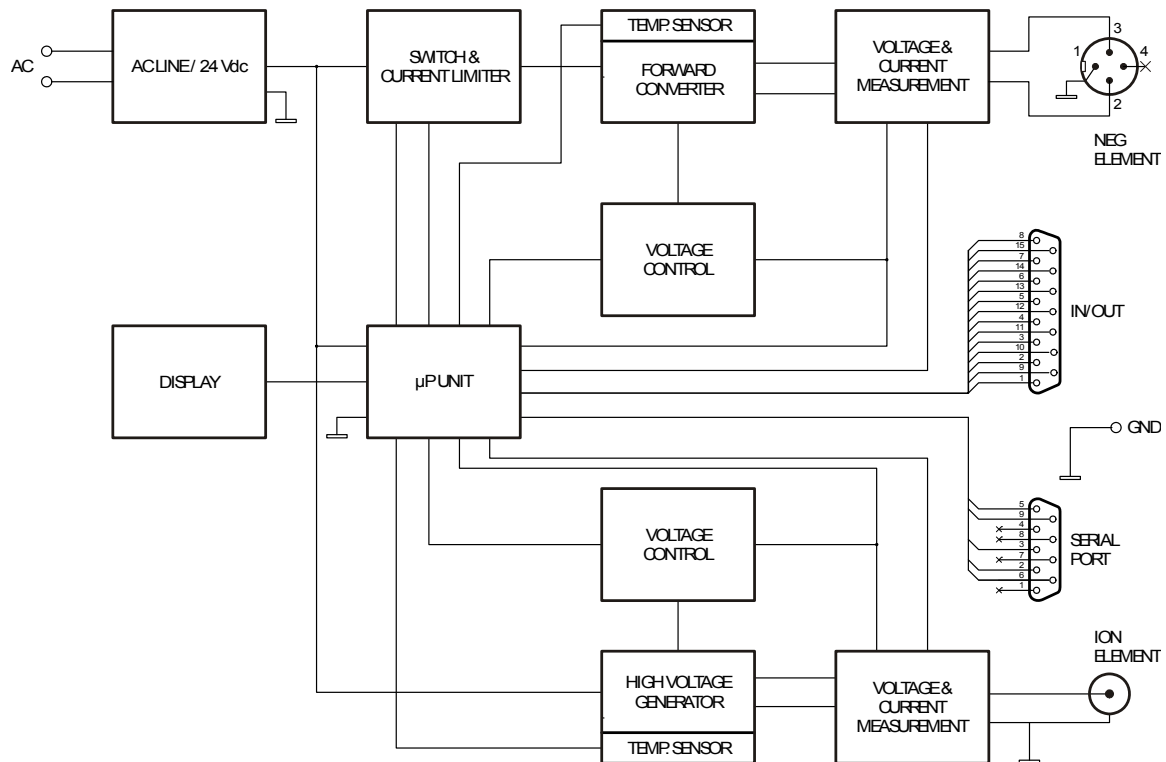 AC
AC LINE / 24 Vdc
SWITCH &
CURRENT LIMITER
TEMP. SENSOR
FORWARD
CONVERTER
VOLTAGE &
CURRENT
MEASUREMENT
3
1
4
2
NEG
ELEMENT
VOLTAGE
CONTROL
8
15
7
14
6
13
5
12
4
11
3
10
2
9
1
IN/OUT
DISPLAY
µP UNIT
GND
VOLTAGE
CONTROL
5
9
4
8
3
7
2
6
1
SERIAL
PORT
HIGH VOLTAGE
GENERATOR
TEMP. SENSOR
VOLTAGE &
CURRENT
MEASUREMENT
ION
ELEMENT